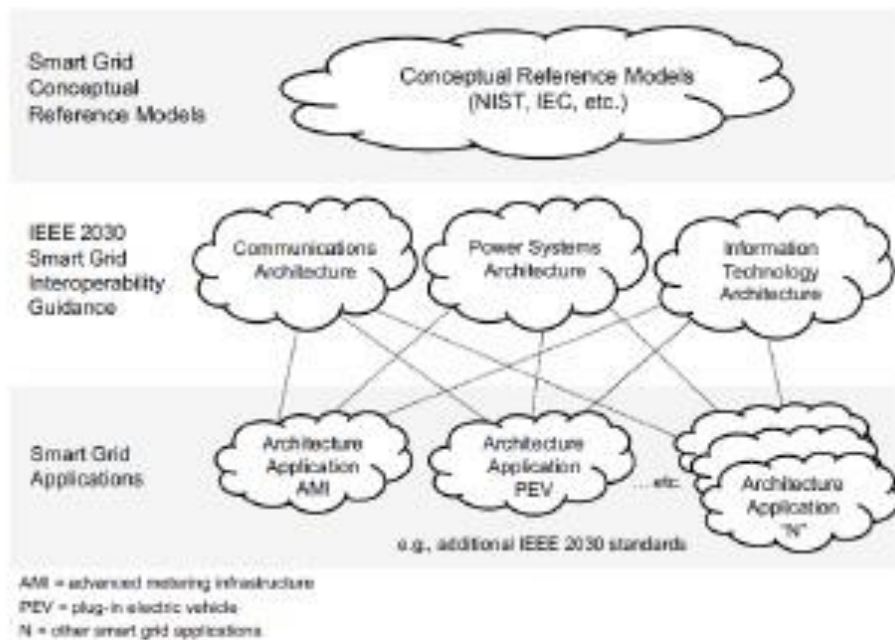 Smart Grid
Conceptual
Reference Models
Conceptual Reference Models
(NIST, IEC, etc.)
IEEE 2030
Smart Grid
Interoperability
Guidance
Communications
Architecture
Power Systems
Architecture
Information
Technology
Architecture
Smart Grid
Applications
Architecture
Application
AMI
Architecture
Application
PEV
... etc.
Architecture
Application
"N"
e.g., additional IEEE 2030 standards
AMI = advanced metering infrastructure
PEV = plug-in electric vehicle
N = other smart grid applications.